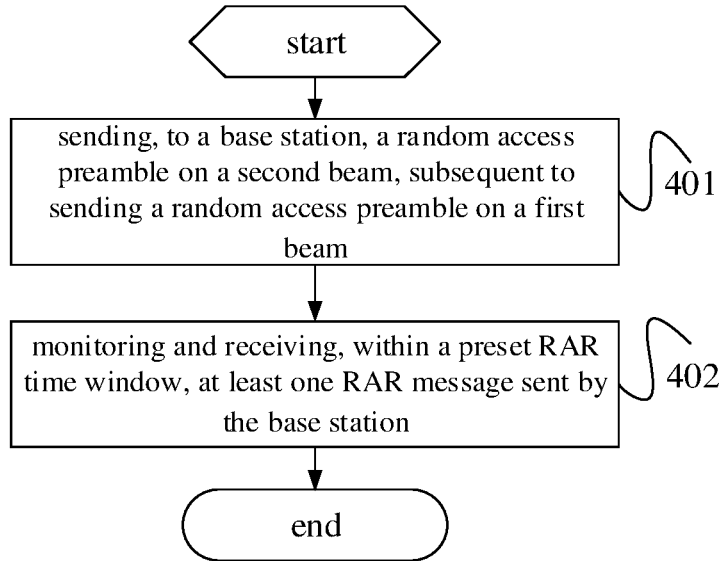 start
sending, to a base station, a random access
preamble on a second beam, subsequent to
sending a random access preamble on a first
beam
401
monitoring and receiving, within a preset RAR
time window, at least one RAR message sent by
the base station
402
end